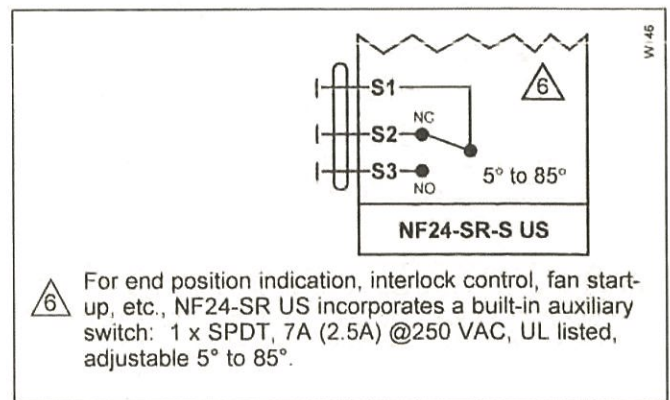 W 46
S1
6
NC
S2
S3
5° to 85°
NO
NF24-SR-S US
6
For end position indication, interlock control, fan start-
up, etc., NF24-SR US incorporates a built-in auxiliary
switch: 1 x SPDT, 7A (2.5A) @250 VAC, UL listed,
adjustable 5° to 85°.